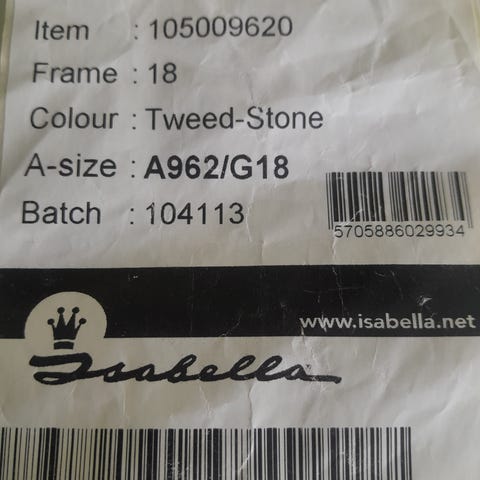 Item : 105009620
Frame : 18
Colour : Tweed-Stone
A-size : A962/G18
Batch : 104113
5705886029934
www.isabella.net
Isabella